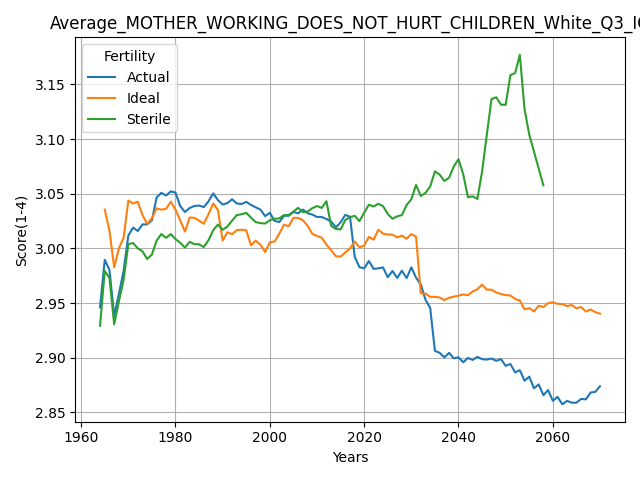 Average_MOTHER_WORKING_DOES_NOT_HURT_CHILDREN_White_Q3_IC
Fertility
Actual
Ideal
Sterile
3.15
3.10
3.05
3.00
2.95
2.90
2.85
Score(1-4)
1960 1980 2000 2020 2040 2060
Years